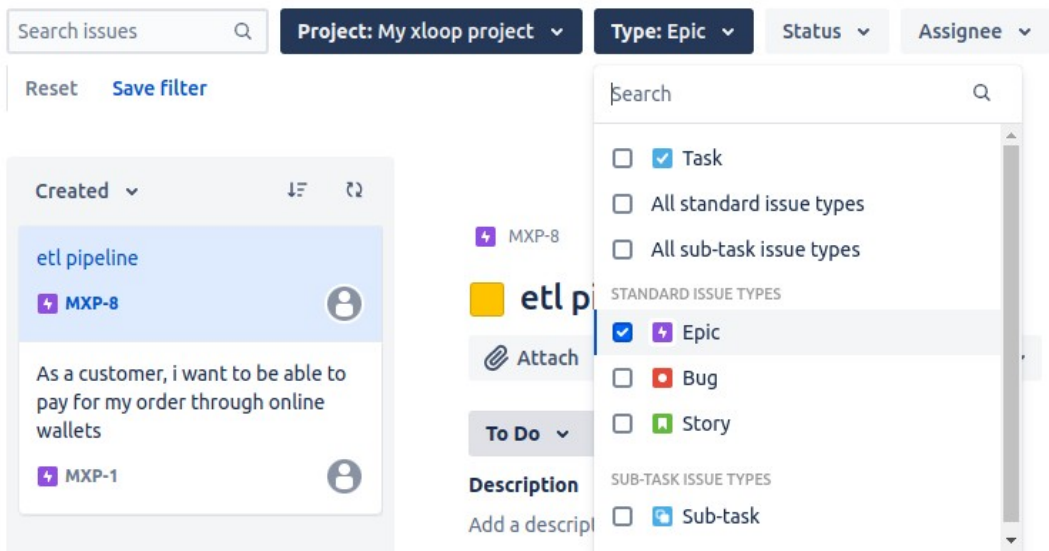 Search issues
Project: My xloop project
Type: Epic
Status
Assignee
Reset
Save filter
Search
Task
All standard issue types
All sub-task issue types
STANDARD ISSUE TYPES
Epic
Bug
Story
SUB-TASK ISSUE TYPES
Sub-task
Created
etl pipeline
MXP-8
As a customer, i want to be able to
pay for my order through online
wallets
MXP-1
MXP-8
etl pi
Attach
To Do
Description
Add a descript